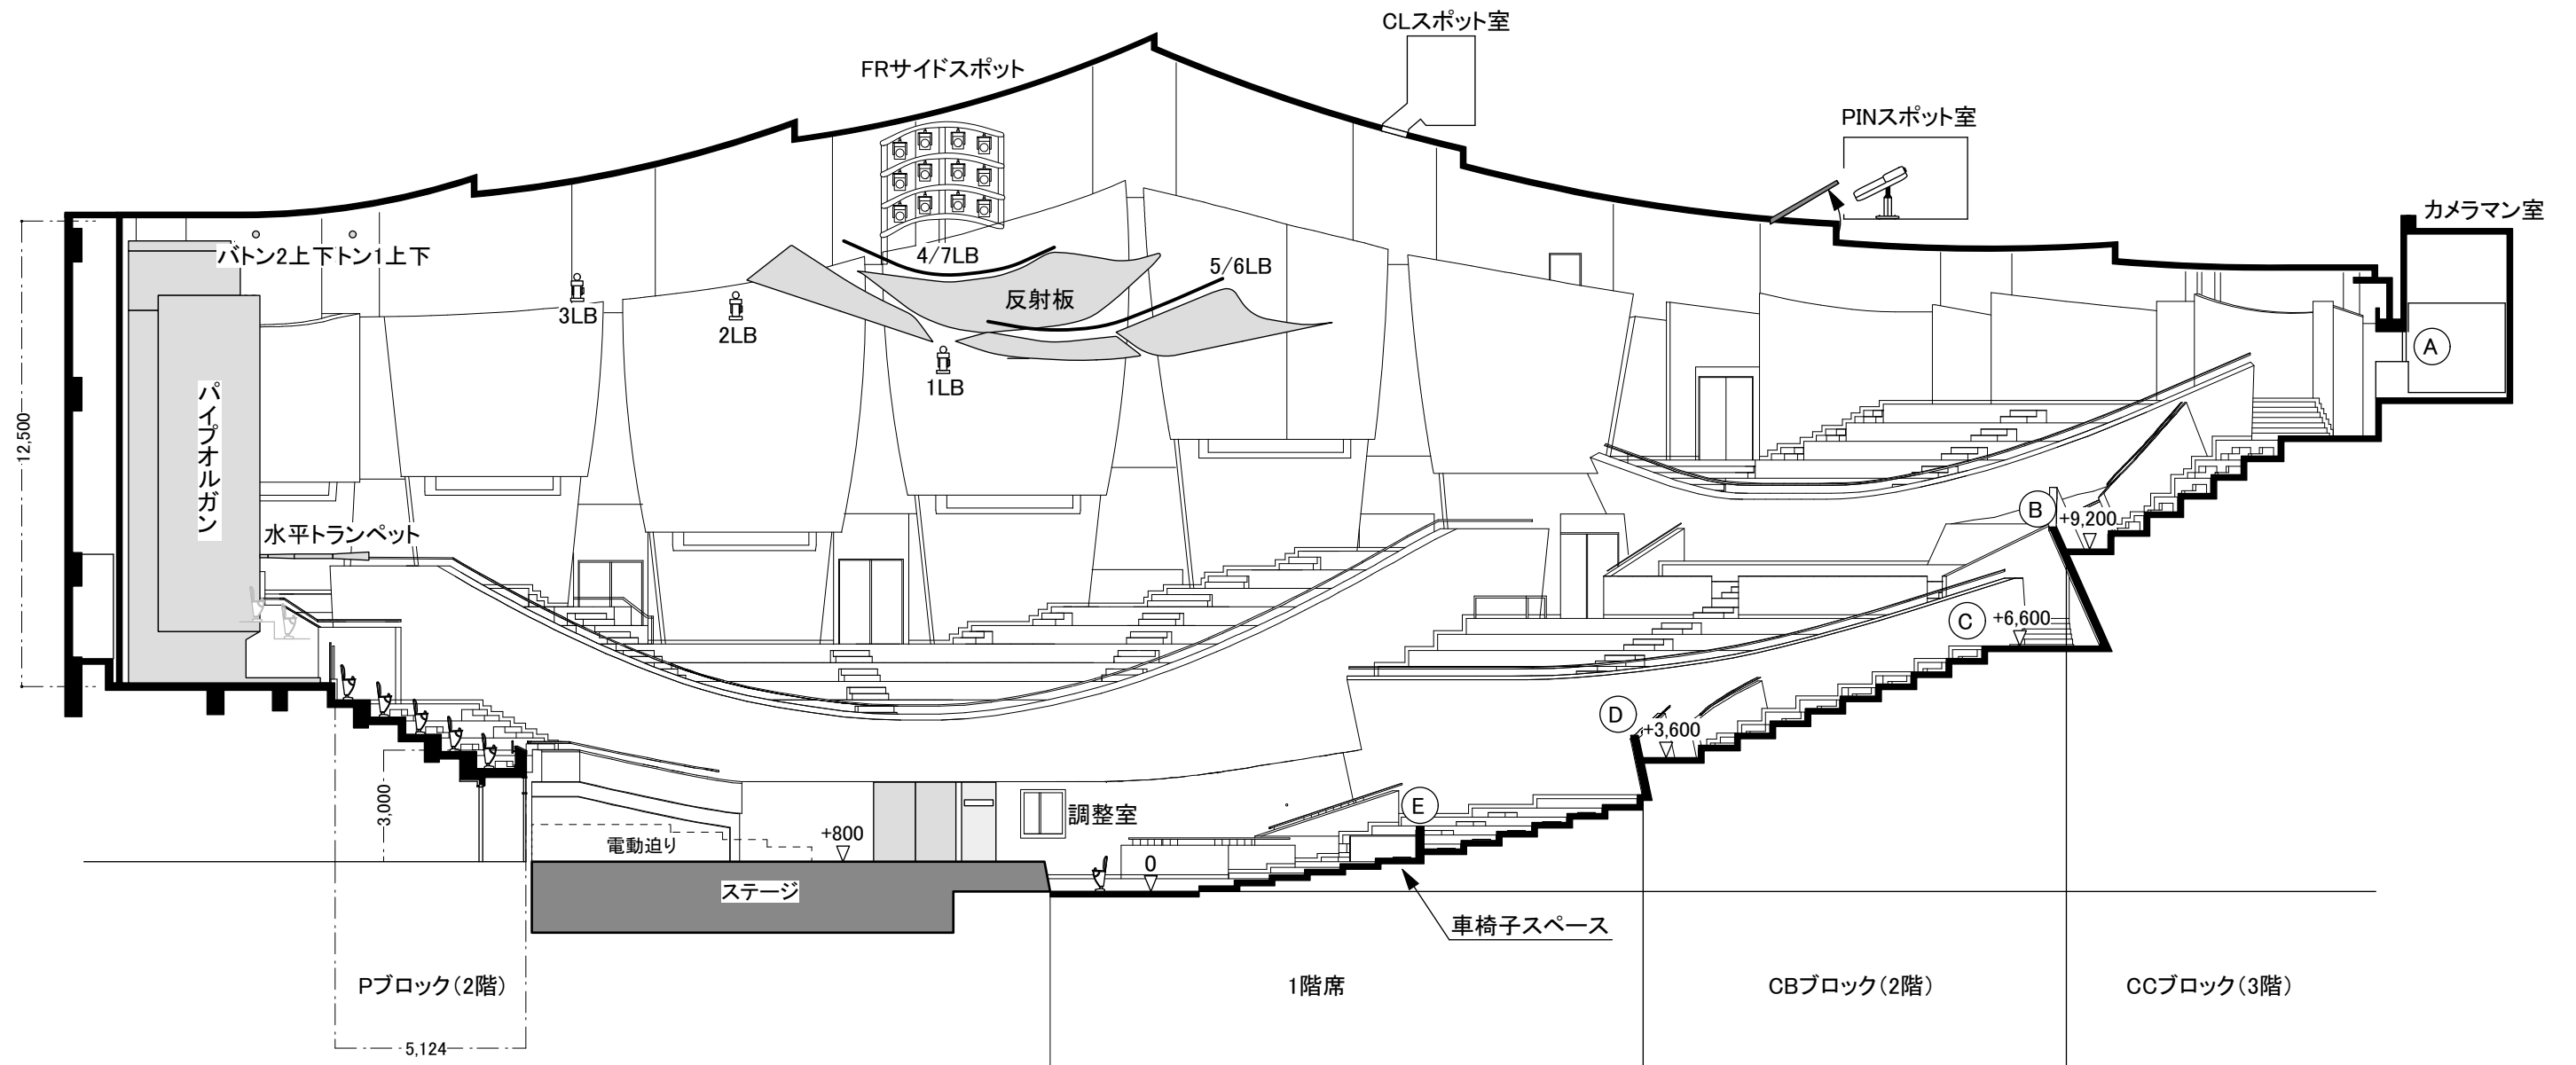 CLスポット室
FRサイドスポット
PINスポット室
カメラマン室
バトン2上下トン1上下
4/7LB
5/6LB
反射板
3LB
2LB
1LB
A
12,500
パイプオルガン
水平トランペット
B
+9,200
C
+6,600
D
+3,600
3,000
調整室
E
電動迫り
+800
0
ステージ
車椅子スペース
Pブロック（2階）
1階席
CBブロック（2階）
CCブロック（3階）
5,124